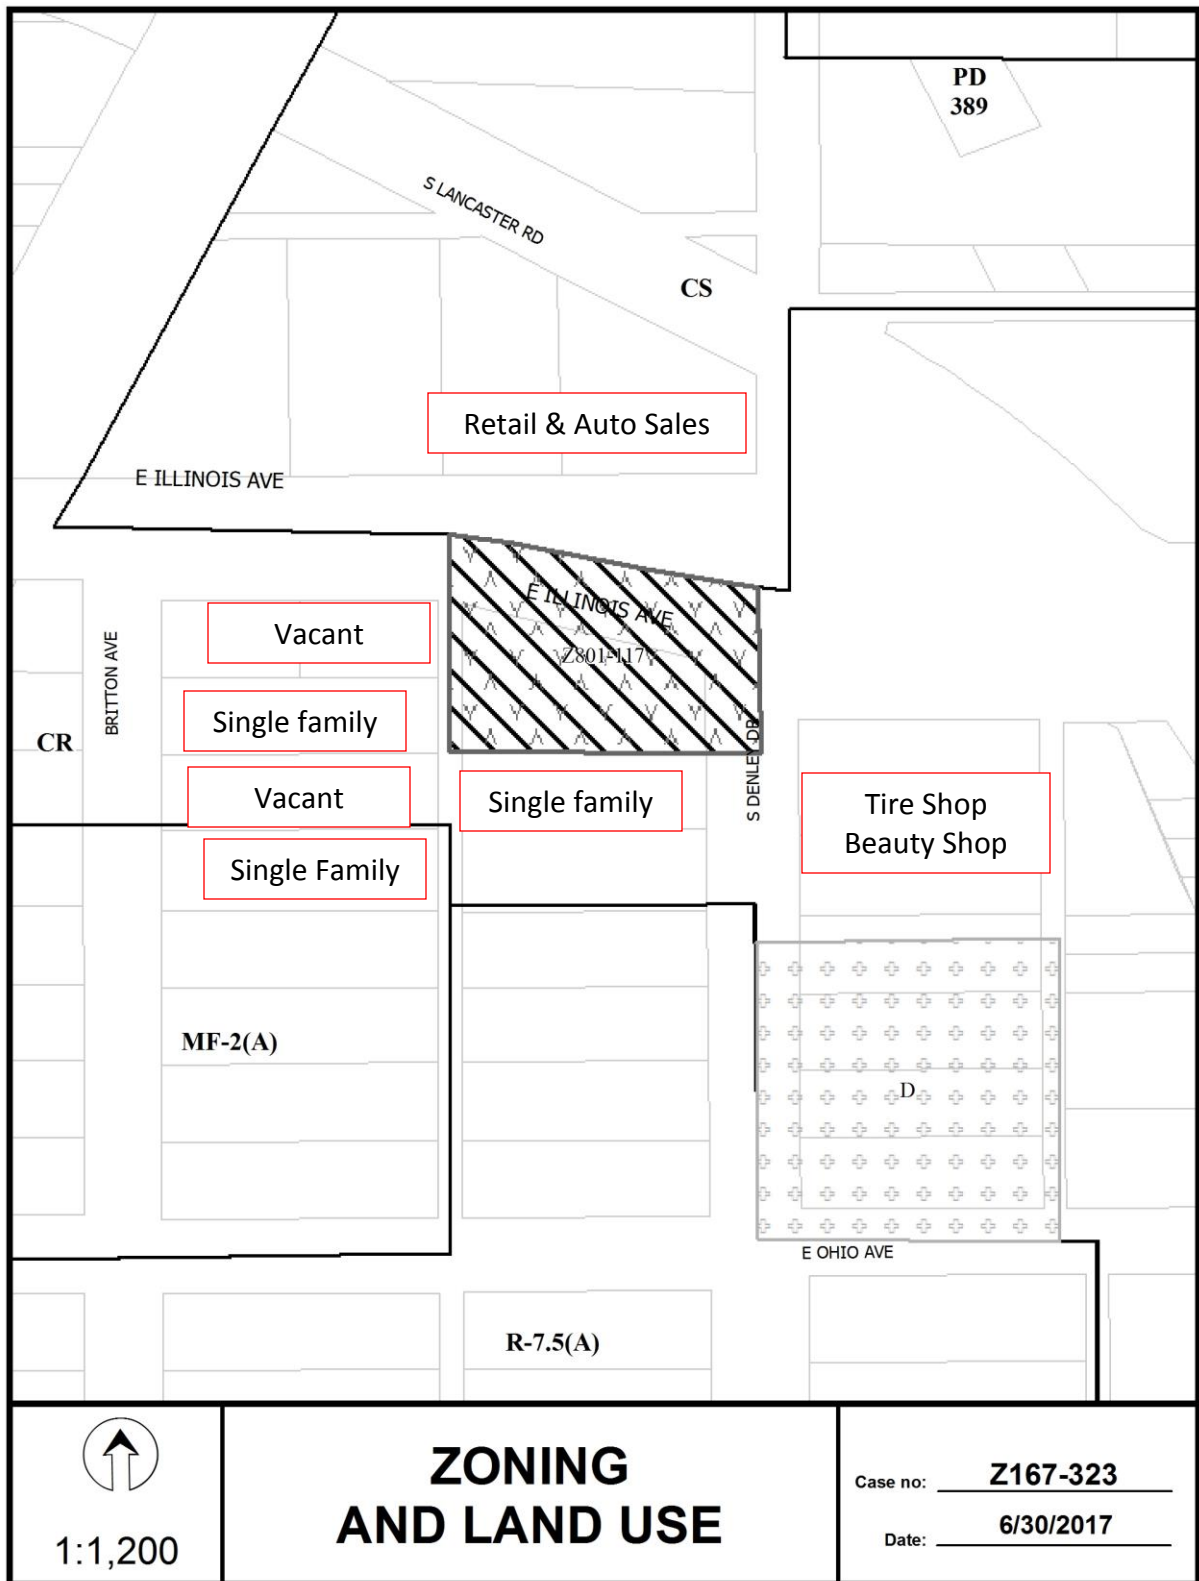 PD
389
S LANCASTER RD
CS
Retail & Auto Sales
E ILLINOIS AVE
E ILLINOIS AVE
Z801-117
Vacant
BRITTON AVE
Single family
CR
S DENLEY DR
Vacant
Single family
Tire Shop
Beauty Shop
Single Family
MF-2(A)
D
E OHIO AVE
R-7.5(A)
1:1,200
ZONING
AND LAND USE
Case no: Z167-323
Date: 6/30/2017